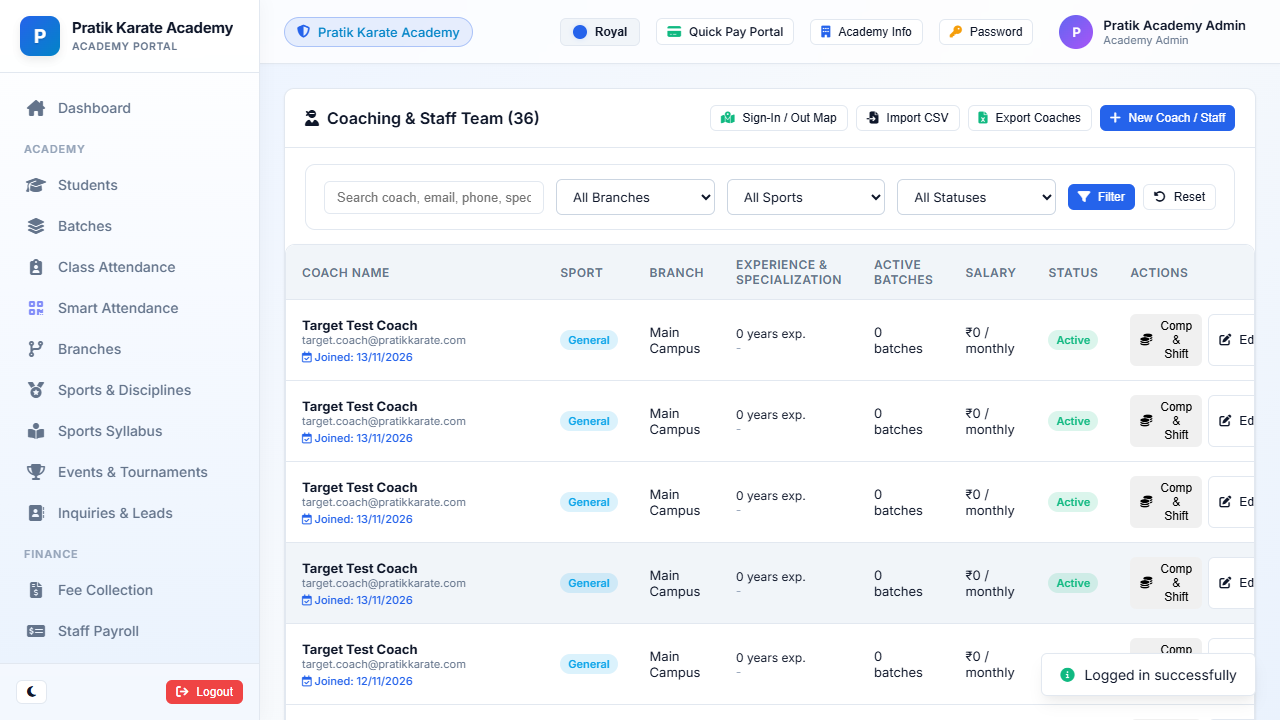 P
Pratik Karate Academy
ACADEMY PORTAL
Pratik Karate Academy
Royal
Quick Pay Portal
Academy Info
Password
P
Pratik Academy Admin
Academy Admin
Dashboard
ACADEMY
Students
Batches
Class Attendance
Smart Attendance
Branches
Sports & Disciplines
Sports Syllabus
Events & Tournaments
Inquiries & Leads
FINANCE
Fee Collection
Staff Payroll
Logout
Coaching & Staff Team (36)
Sign-In / Out Map
Import CSV
Export Coaches
+ New Coach / Staff
Search coach, email, phone, spec
All Branches
All Sports
All Statuses
Filter
Reset
COACH NAME
SPORT
BRANCH
EXPERIENCE &
SPECIALIZATION
ACTIVE
BATCHES
SALARY
STATUS
ACTIONS
Target Test Coach
target.coach@pratikkarate.com
Joined: 13/11/2026
General
Main
Campus
0 years exp.
-
0
batches
₹0 /
monthly
Active
Comp
&
Shift
Ed
Target Test Coach
target.coach@pratikkarate.com
Joined: 13/11/2026
General
Main
Campus
0 years exp.
-
0
batches
₹0 /
monthly
Active
Comp
&
Shift
Ed
Target Test Coach
target.coach@pratikkarate.com
Joined: 13/11/2026
General
Main
Campus
0 years exp.
-
0
batches
₹0 /
monthly
Active
Comp
&
Shift
Ed
Target Test Coach
target.coach@pratikkarate.com
Joined: 13/11/2026
General
Main
Campus
0 years exp.
-
0
batches
₹0 /
monthly
Active
Comp
&
Shift
Ed
Target Test Coach
target.coach@pratikkarate.com
Joined: 12/11/2026
General
Main
Campus
0 years exp.
-
0
batches
₹0 /
monthly
Comp
Logged in successfully